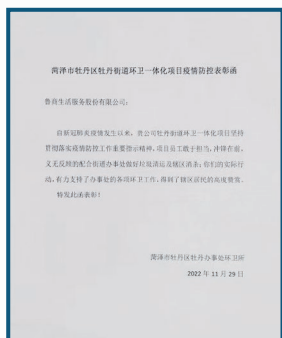 菏泽市牡丹区牡丹街道环卫一体化项目疫情防控表彰函
鲁商生活服务股份有限公司：
自新冠肺炎疫情发生以来，贵公司牡丹街道环卫一体化项目坚持
贯彻落实疫情防控工作重要指示精神，项目员工敢于担当，冲锋在前，
义无反顾的配合街道办处做好垃圾清运及辖区消杀；你们的实际行
动，有力支持了办事处的各项环卫工作，得到了辖区居民的高度赞赏。
特发此函表彰！
菏泽市牡丹区牡丹办事处环卫所
2022 年 11 月 29 日